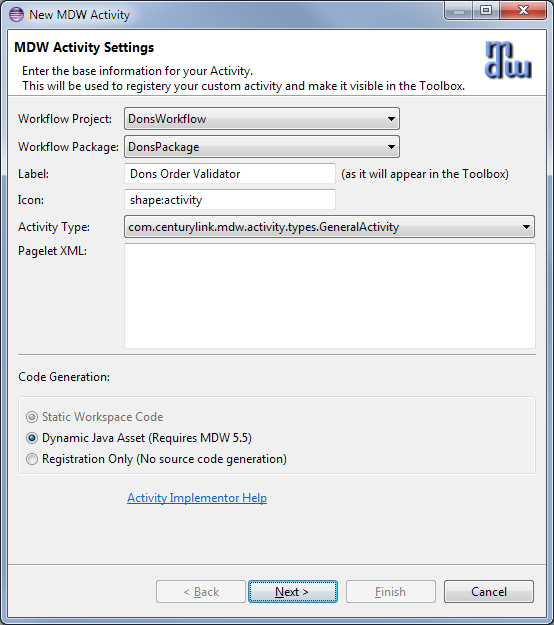 New MDW Activity
MDW Activity Settings
Enter the base information for your Activity.
This will be used to registery your custom activity and make it visible in the Toolbox.
mdw
Workflow Project: DonsWorkflow
Workflow Package: DonsPackage
Label: Dons Order Validator (as it will appear in the Toolbox)
Icon: shape:activity
Activity Type: com.centurylink.mdw.activity.types.GeneralActivity
Pagelet XML:
Code Generation:
Static Workspace Code
Dynamic Java Asset (Requires MDW 5.5)
Registration Only (No source code generation)
Activity Implementor Help
< Back Next > Finish Cancel